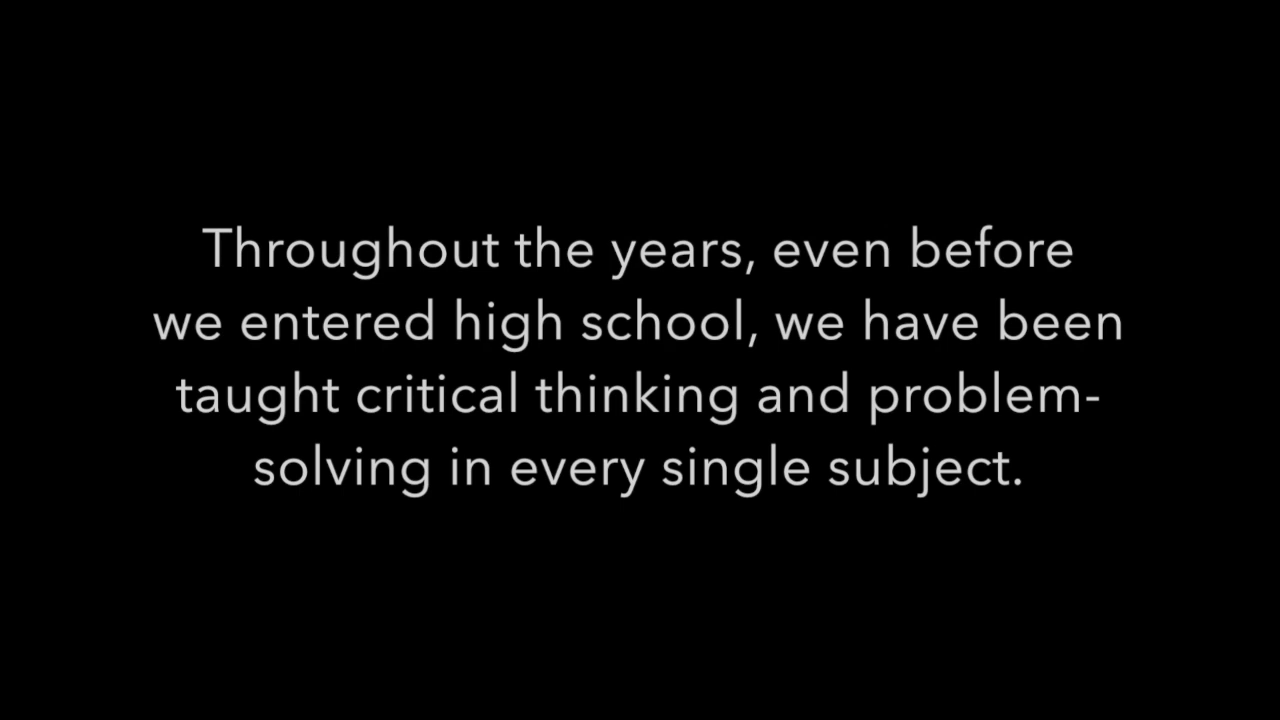 Throughout the years, even before
we entered high school, we have been
taught critical thinking and problem-
solving in every single subject.